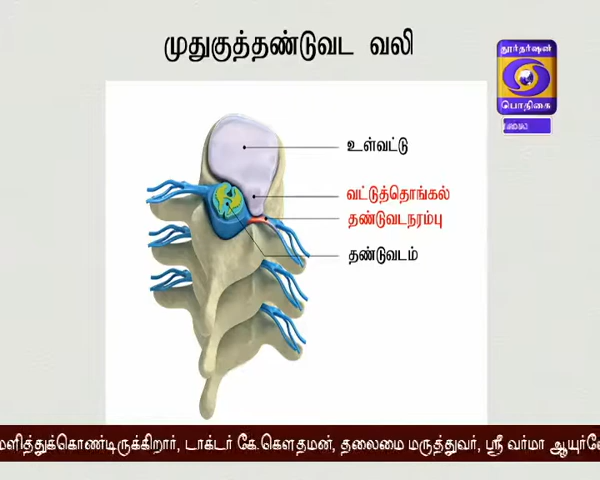 முதுகுத்தண்டுவட வலி
தூர்தர்ஷன்
பொதிகை
உள்வட்டு
வட்டுத்தொங்கல்
தண்டுவடநரம்பு
தண்டுவடம்
மளித்துக்கொண்டிருக்கிறார், டாக்டர் கே.கௌதமன், தலைமை மருத்துவர், ஸ்ரீ வர்மா ஆயுர்வே